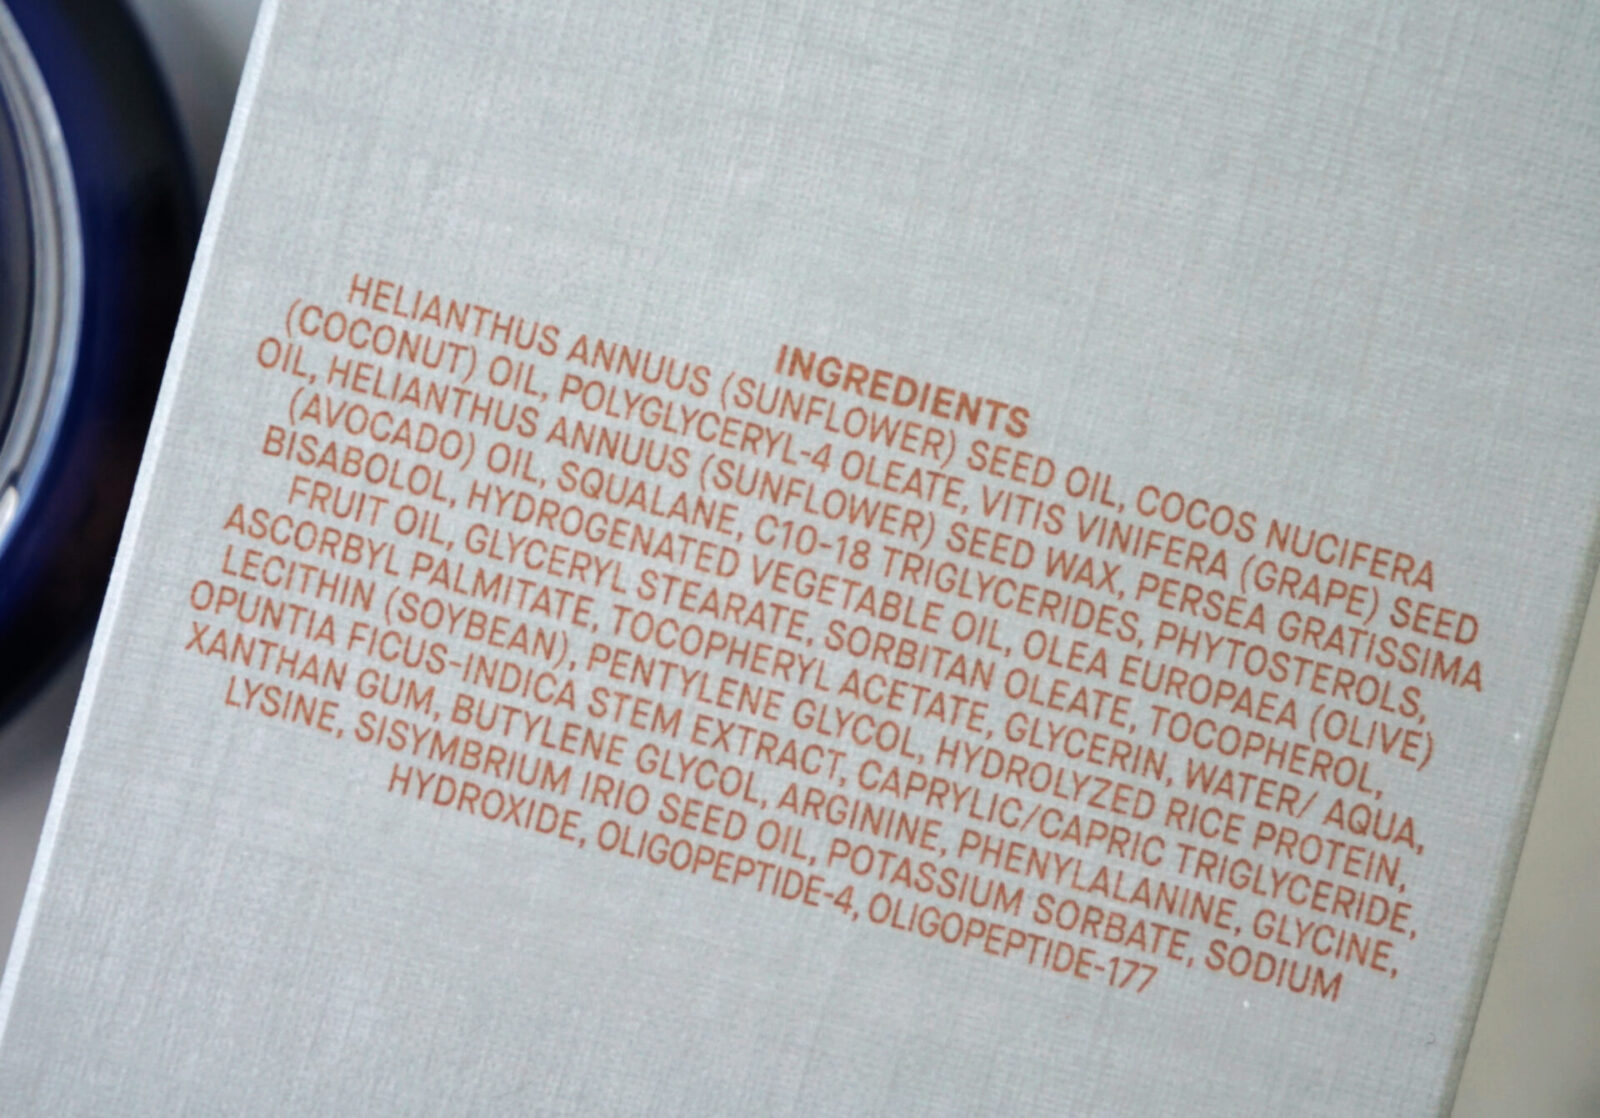 INGREDIENTS
HELIANTHUS ANNUUS (SUNFLOWER) SEED OIL, COCOS NUCIFERA
(COCONUT) OIL, POLYGLYCERYL-4 OLEATE, VITIS VINIFERA (GRAPE) SEED
OIL, HELIANTHUS ANNUUS (SUNFLOWER) SEED WAX, PERSEA GRATISSIMA
(AVOCADO) OIL, SQUALANE, C10-18 TRIGLYCERIDES, PHYTOSTEROLS,
BISABOLOL, HYDROGENATED VEGETABLE OIL, OLEA EUROPAEA (OLIVE)
FRUIT OIL, GLYCERYL STEARATE, SORBITAN OLEATE, TOCOPHEROL,
ASCORBYL PALMITATE, TOCOPHERYL ACETATE, GLYCERIN, WATER/ AQUA,
LECITHIN (SOYBEAN), PENTYLENE GLYCOL, HYDROLYZED RICE PROTEIN,
OPUNTIA FICUS-INDICA STEM EXTRACT, CAPRYLIC/CAPRIC TRIGLYCERIDE,
XANTHAN GUM, BUTYLENE GLYCOL, ARGININE, PHENYLALANINE, GLYCINE,
LYSINE, SISYMBRIUM IRIO SEED OIL, POTASSIUM SORBATE, SODIUM
HYDROXIDE, OLIGOPEPTIDE-4, OLIGOPEPTIDE-177